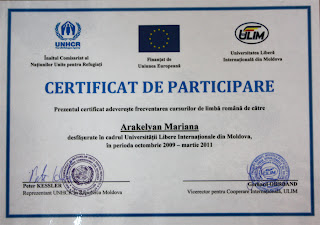 UNHCR
ULIM
Înaltul Comisariat al
Națiunilor Unite pentru Refugiați
Finanțat de
Uniunea Europeană
Universitatea Liberă
Internațională din Moldova
CERTIFICAT DE PARTICIPARE
Prezentul certificat adeverește frecventarea cursurilor de limbă română de către
Arakelyan Mariana
desfășurate în cadrul Universității Libere Internaționale din Moldova,
în perioda octombrie 2009 – martie 2011
Peter KESSLER
Reprezentant UNHCR în Republica Moldova
Vicerector pentru Cooperare Internațională, ULIM